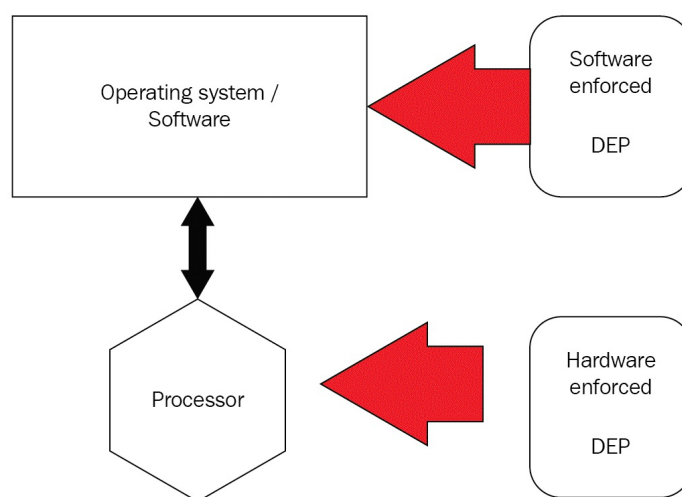 Operating system /
Software
Software
enforced
DEP
Processor
Hardware
enforced
DEP